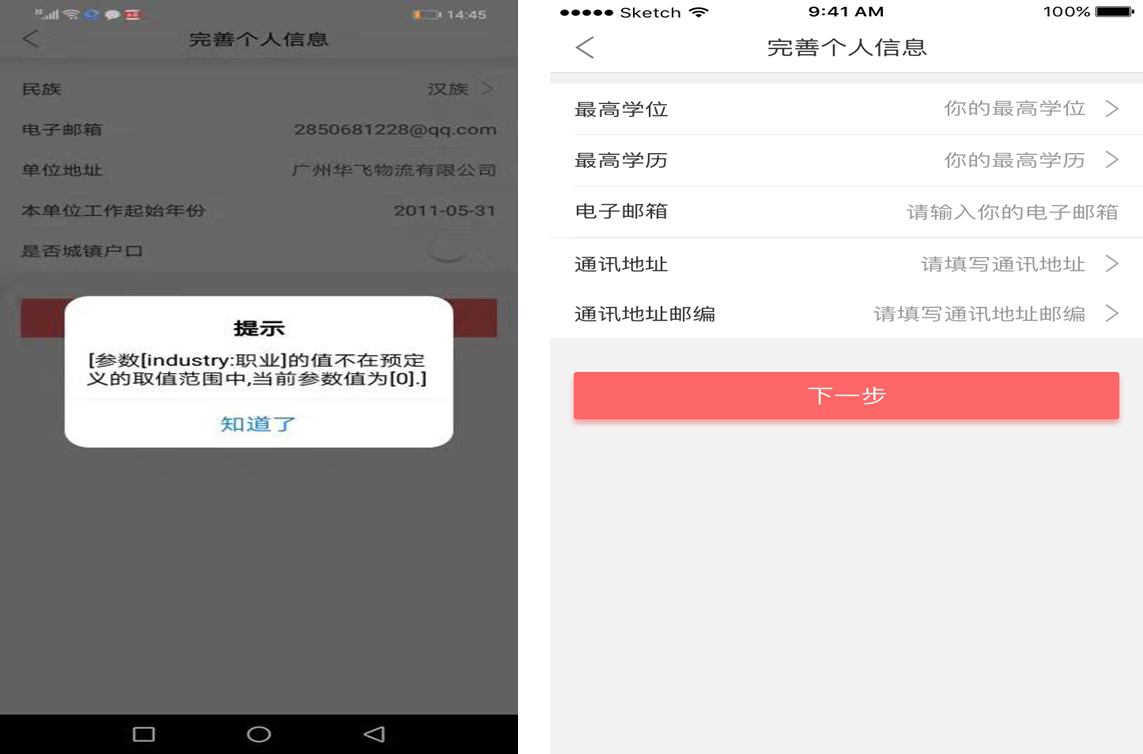 14:45
完善个人信息
民族 汉族
电子邮箱 2850681228@qq.com
单位地址 广州华飞物流有限公司
本单位工作起始年份 2011-05-31
是否城镇户口
提示
[参数[industry:职业]的值不在预定
义的取值范围中,当前参数值为[0].]
知道了
Sketch 9:41 AM 100%
完善个人信息
最高学位 你的最高学位
最高学历 你的最高学历
电子邮箱 请输入你的电子邮箱
通讯地址 请填写通讯地址
通讯地址邮编 请填写通讯地址邮编
下一步